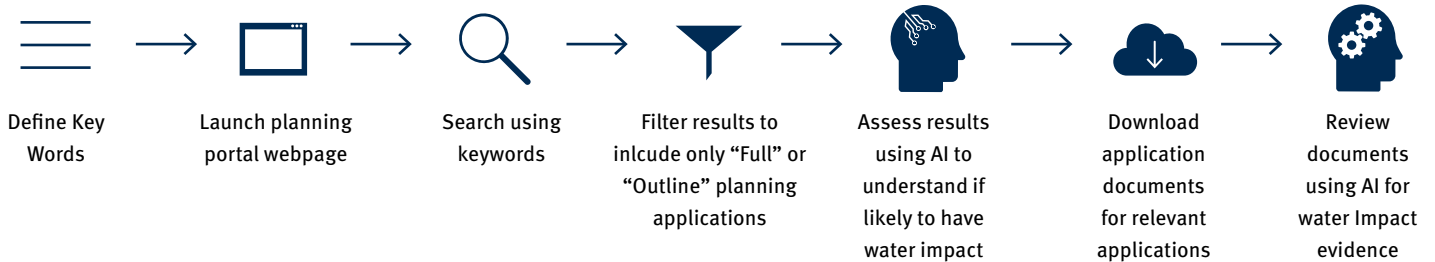 Define Key
Words
Launch planning
portal webpage
Search using
keywords
Filter results to
inlcude only “Full” or
“Outline” planning
applications
Assess results
using AI to
understand if
likely to have
water impact
Download
application
documents
for relevant
applications
Review
documents
using AI for
water Impact
evidence